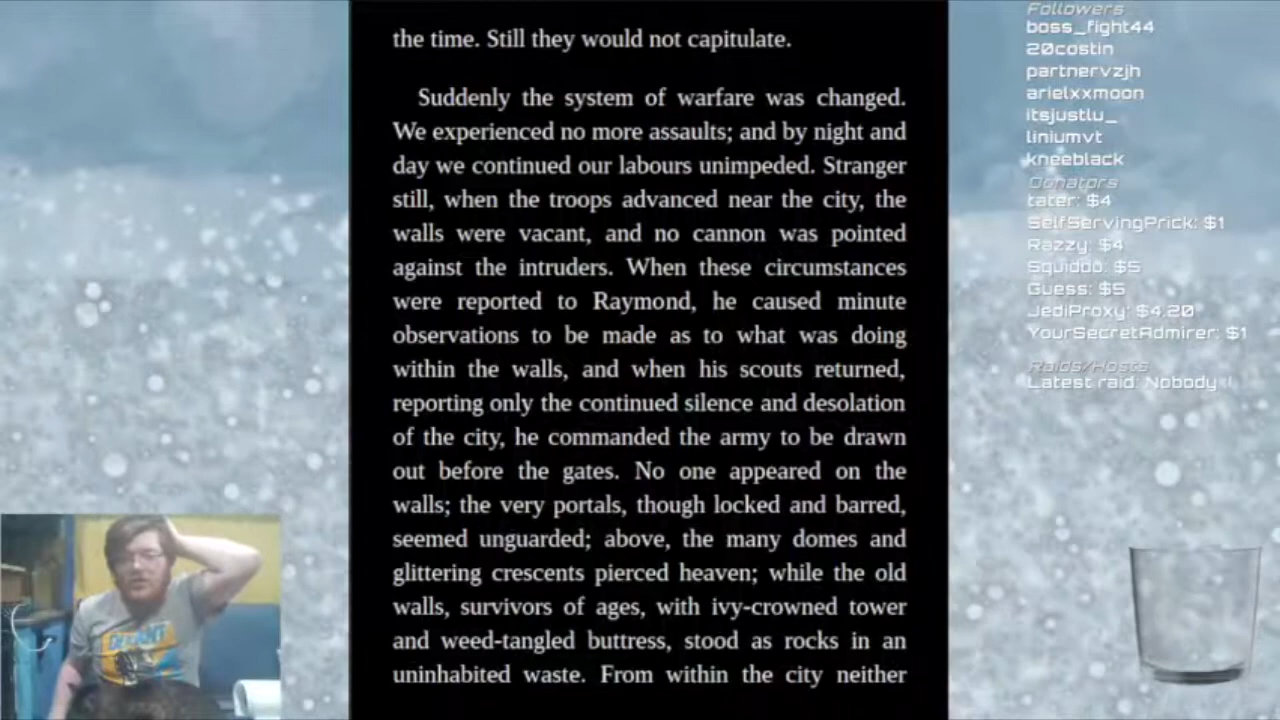 the time. Still they would not capitulate.
Suddenly the system of warfare was changed.
We experienced no more assaults; and by night and
day we continued our labours unimpeded. Stranger
still, when the troops advanced near the city, the
walls were vacant, and no cannon was pointed
against the intruders. When these circumstances
were reported to Raymond, he caused minute
observations to be made as to what was doing
within the walls, and when his scouts returned,
reporting only the continued silence and desolation
of the city, he commanded the army to be drawn
out before the gates. No one appeared on the
walls; the very portals, though locked and barred,
seemed unguarded; above, the many domes and
glittering crescents pierced heaven; while the old
walls, survivors of ages, with ivy-crowned tower
and weed-tangled buttress, stood as rocks in an
uninhabited waste. From within the city neither
Followers
boss_fight44
20costin
partnervzjh
arielxxmoon
itsjustlu_
liniumvt
kneeblack
Donators
tater: $4
SelfServingPrick: $1
Razzy: $4
Squidoo: $5
Guess: $5
JediProxy: $4.20
YourSecretAdmirer: $1
Raids/Hosts
Latest raid: Nobody !